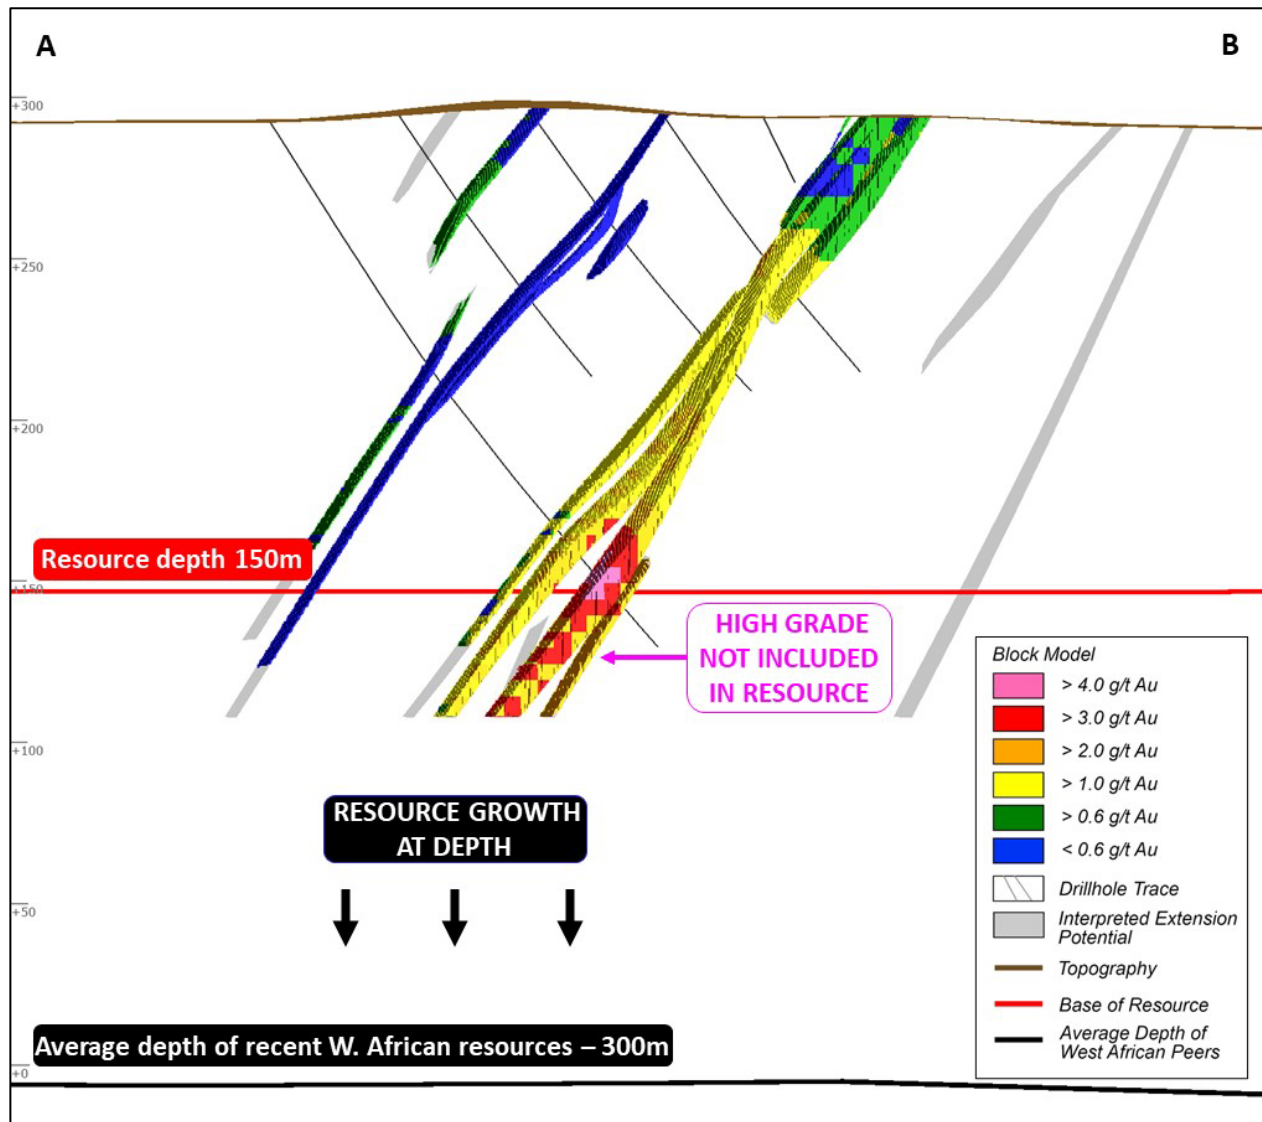 A
B
+300
+250
+200
Resource depth 150m
+150
HIGH GRADE
NOT INCLUDED
IN RESOURCE
+100
RESOURCE GROWTH
AT DEPTH
+50
Average depth of recent W. African resources – 300m
+0
Block Model
> 4.0 g/t Au
> 3.0 g/t Au
> 2.0 g/t Au
> 1.0 g/t Au
> 0.6 g/t Au
< 0.6 g/t Au
Drillhole Trace
Interpreted Extension
Potential
Topography
Base of Resource
Average Depth of
West African Peers